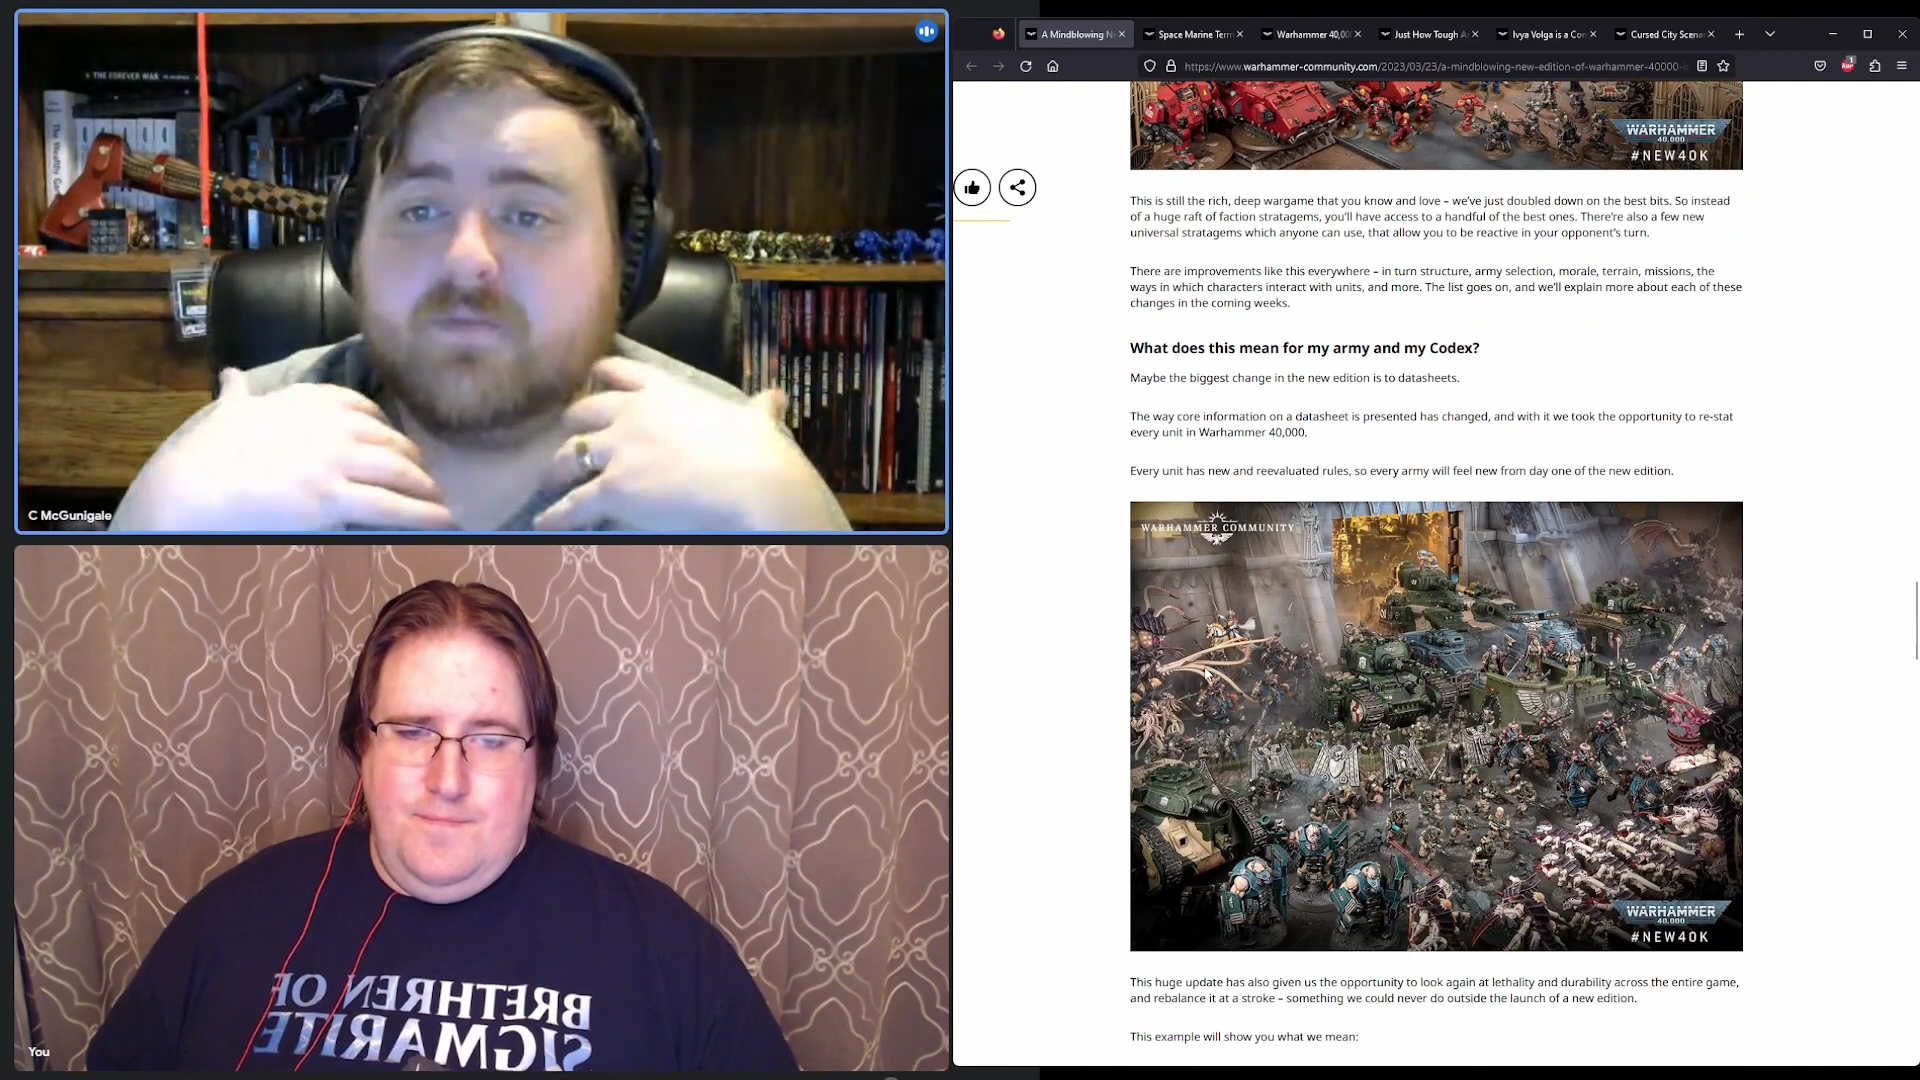 THE FOREVER WAR
The Wealthy Ga
C McGunigale
BRETHREN OF
SIGMARITE
You
A Mindblowing N
Space Marine Term
Warhammer 40,00
Just How Tough A
Ivya Volga is a Con
Cursed City Scena
https://www.warhammer-community.com/2023/03/23/a-mindblowing-new-edition-of-warhammer-40000-
WARHAMMER
40,000
#NEW40K
This is still the rich, deep wargame that you know and love – we’ve just doubled down on the best bits. So instead
of a huge raft of faction stratagems, you’ll have access to a handful of the best ones. There’re also a few new
universal stratagems which anyone can use, that allow you to be reactive in your opponent’s turn.
There are improvements like this everywhere – in turn structure, army selection, morale, terrain, missions, the
ways in which characters interact with units, and more. The list goes on, and we’ll explain more about each of these
changes in the coming weeks.
What does this mean for my army and my Codex?
Maybe the biggest change in the new edition is to datasheets.
The way core information on a datasheet is presented has changed, and with it we took the opportunity to re-stat
every unit in Warhammer 40,000.
Every unit has new and reevaluated rules, so every army will feel new from day one of the new edition.
WARHAMMER COMMUNITY
WARHAMMER
40,000
#NEW40K
This huge update has also given us the opportunity to look again at lethality and durability across the entire game,
and rebalance it at a stroke – something we could never do outside the launch of a new edition.
This example will show you what we mean: